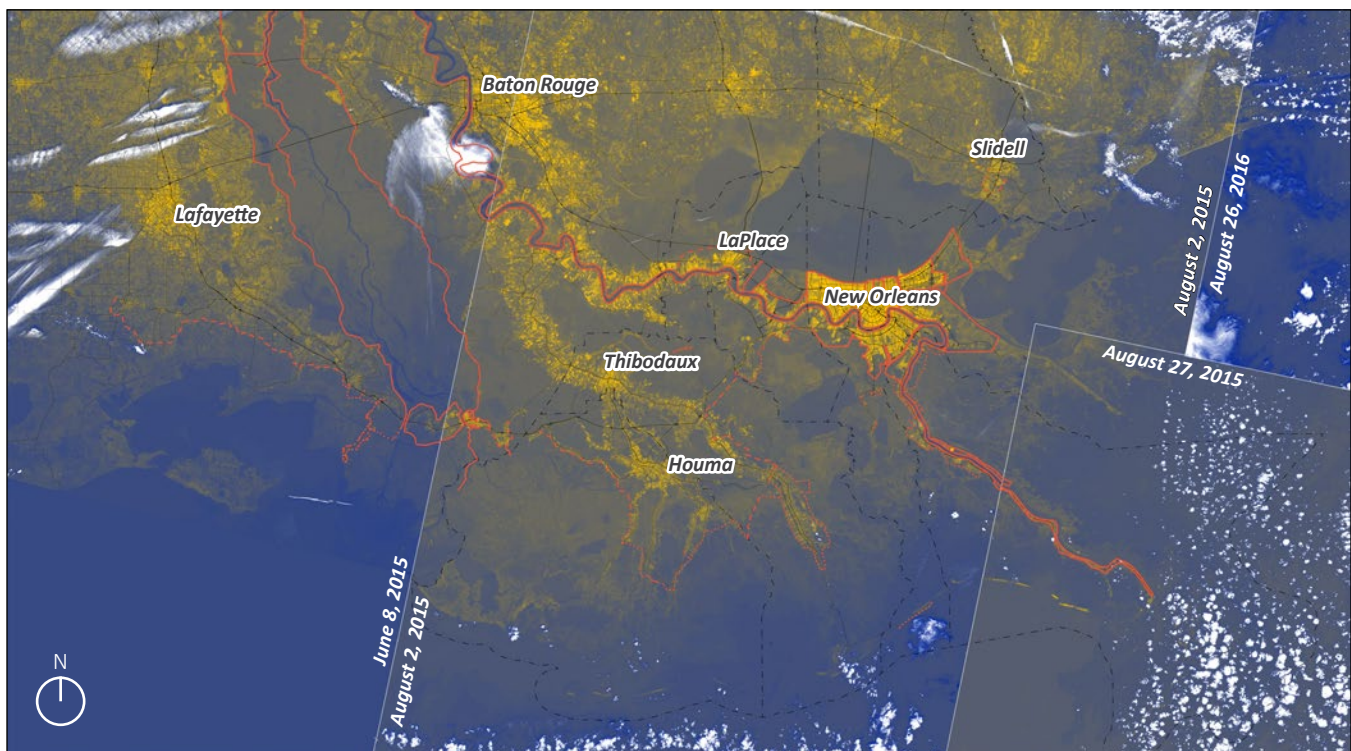 Baton Rouge
Slidell
Lafayette
LaPlace
August 2, 2015
August 26, 2016
New Orleans
August 27, 2015
Thibodaux
Houma
June 8, 2015
August 2, 2015
N